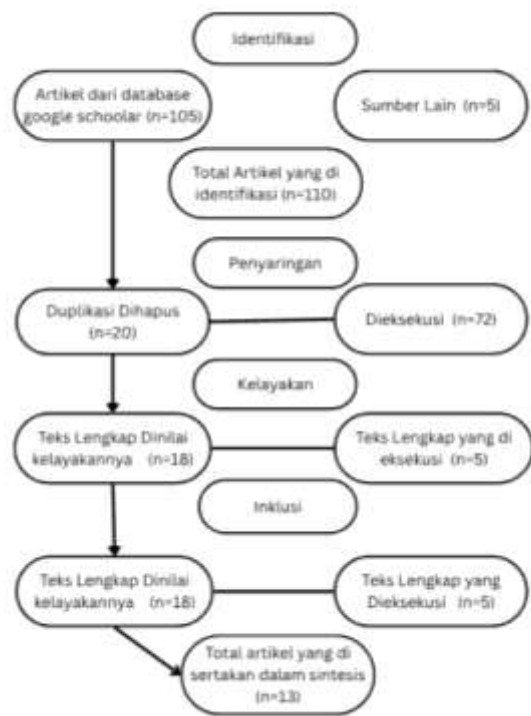 Identifikasi
Artikel dari database
google schoolar (n=105)
Sumber Lain (n=5)
Total Artikel yang di
identifikasi (n=110)
Penyaringan
Duplikasi Dihapus
(n=20)
Dieksekusi (n=72)
Kelayakan
Teks Lengkap Dinilai
kelayakannya (n=18)
Teks Lengkap yang di
eksekusi (n=5)
Inklusi
Teks Lengkap Dinilai
kelayakannya (n=18)
Teks Lengkap yang
Dieksekusi (n=5)
Total artikel yang di
sertakan dalam sintesis
(n=13)